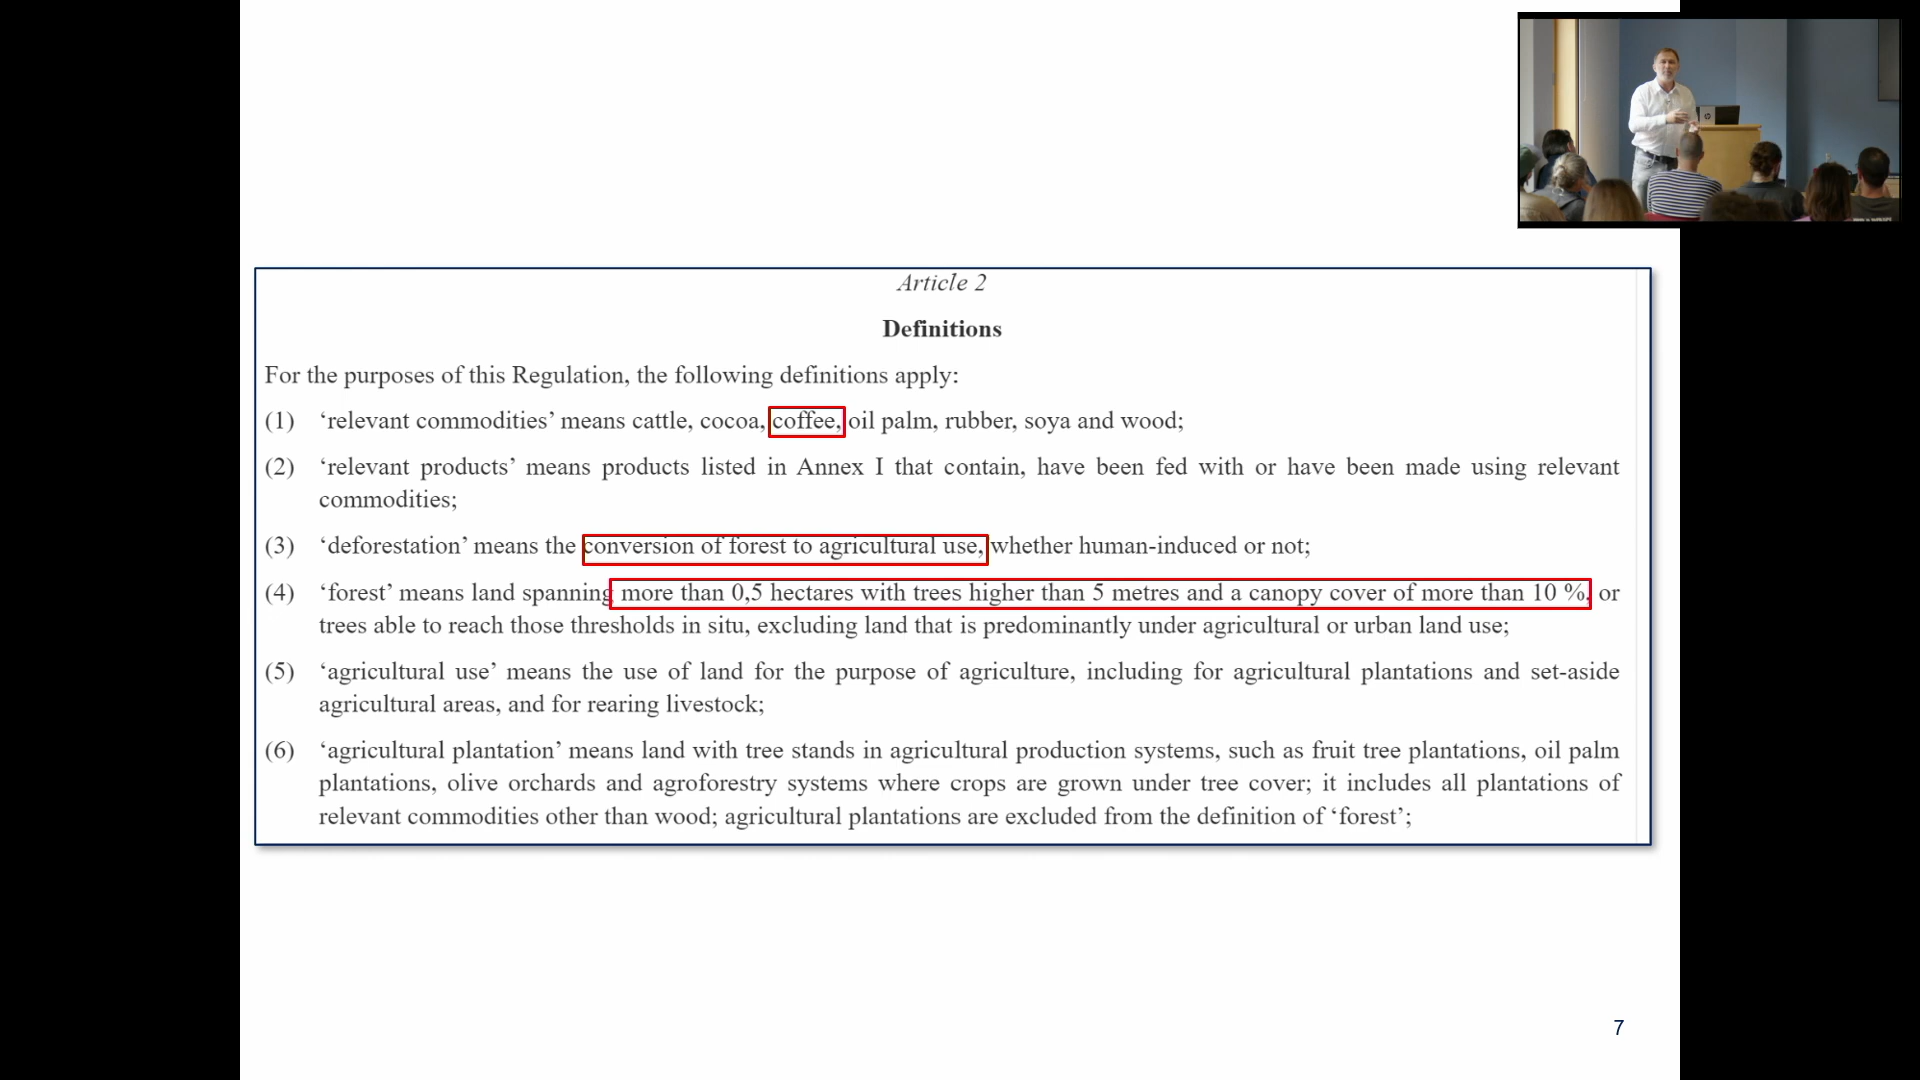 Article 2
Definitions
For the purposes of this Regulation, the following definitions apply:
(1) ‘relevant commodities’ means cattle, cocoa, coffee, oil palm, rubber, soya and wood;
(2) ‘relevant products’ means products listed in Annex I that contain, have been fed with or have been made using relevant
commodities;
(3) ‘deforestation’ means the conversion of forest to agricultural use, whether human-induced or not;
(4) ‘forest’ means land spanning more than 0,5 hectares with trees higher than 5 metres and a canopy cover of more than 10 %, or
trees able to reach those thresholds in situ, excluding land that is predominantly under agricultural or urban land use;
(5) ‘agricultural use’ means the use of land for the purpose of agriculture, including for agricultural plantations and set-aside
agricultural areas, and for rearing livestock;
(6) ‘agricultural plantation’ means land with tree stands in agricultural production systems, such as fruit tree plantations, oil palm
plantations, olive orchards and agroforestry systems where crops are grown under tree cover; it includes all plantations of
relevant commodities other than wood; agricultural plantations are excluded from the definition of ‘forest’;
7